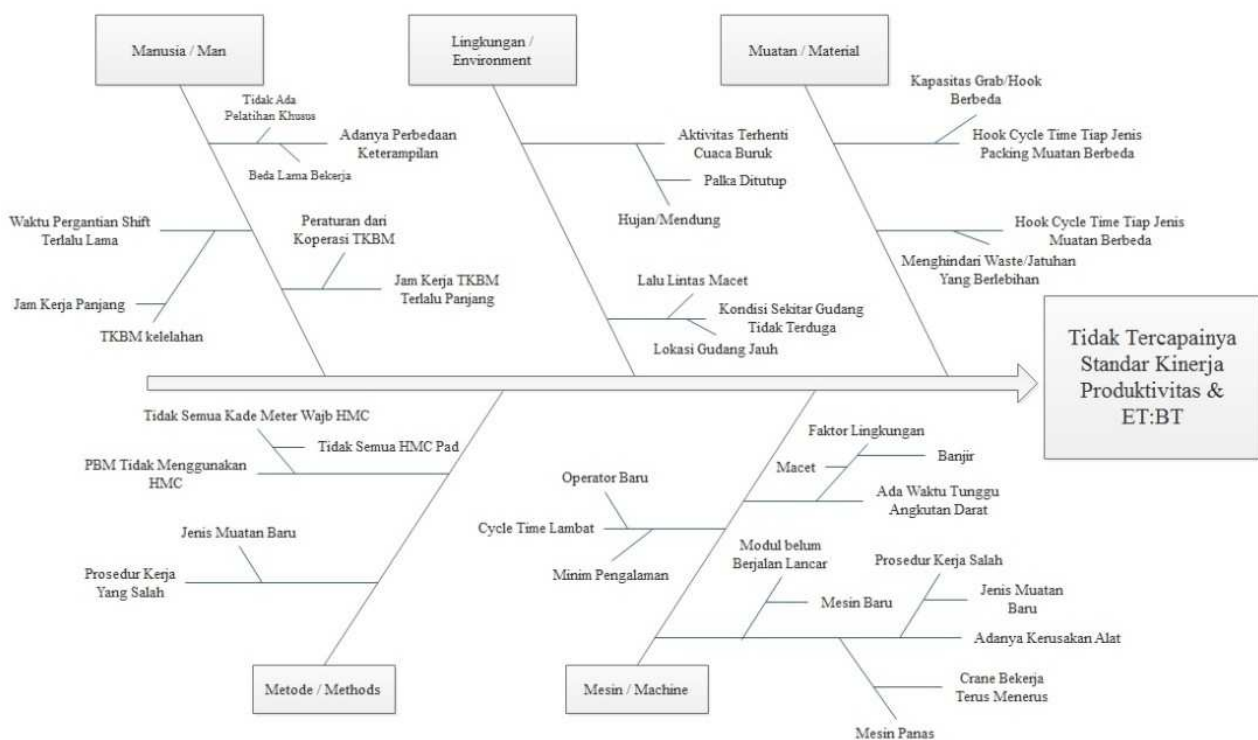 Manusia / Man
Lingkungan /
Environment
Muatan / Material
Tidak Ada
Pelatihan Khusus
Adanya Perbedaan
Keterampilan
Beda Lama Bekerja
Waktu Pergantian Shift
Terlalu Lama
Peraturan dari
Koperasi TKBM
Jam Kerja Panjang
Jam Kerja TKBM
Terlalu Panjang
TKBM kelelahan
Aktivitas Terhenti
Cuaca Buruk
Palka Ditutup
Hujan/Mendung
Lalu Lintas Macet
Kondisi Sekitar Gudang
Tidak Terduga
Lokasi Gudang Jauh
Kapasitas Grab/Hook
Berbeda
Hook Cycle Time Tiap Jenis
Packing Muatan Berbeda
Hook Cycle Time Tiap Jenis
Muatan Berbeda
Menghindari Waste/Jatuhan
Yang Berlebihan
Tidak Tercapainya
Standar Kinerja
Produktivitas &
ET:BT
Tidak Semua Kade Meter Wajb HMC
Tidak Semua HMC Pad
PBM Tidak Menggunakan
HMC
Jenis Muatan Baru
Prosedur Kerja
Yang Salah
Metode / Methods
Faktor Lingkungan
Banjir
Macet
Ada Waktu Tunggu
Angkutan Darat
Operator Baru
Cycle Time Lambat
Minim Pengalaman
Modul belum
Berjalan Lancar
Mesin Baru
Prosedur Kerja Salah
Jenis Muatan
Baru
Adanya Kerusakan Alat
Crane Bekerja
Terus Menerus
Mesin Panas
Mesin / Machine